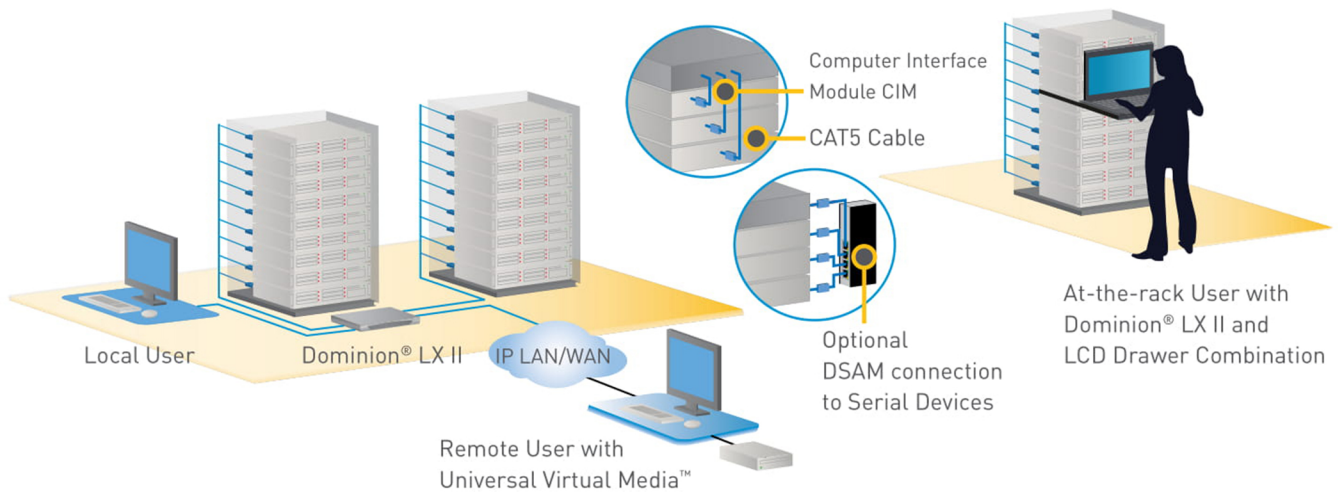 Computer Interface
Module CIM
CAT5 Cable
Local User
Dominion® LX II
IP LAN/WAN
Optional
DSAM connection
to Serial Devices
At-the-rack User with
Dominion® LX II and
LCD Drawer Combination
Remote User with
Universal Virtual Media™